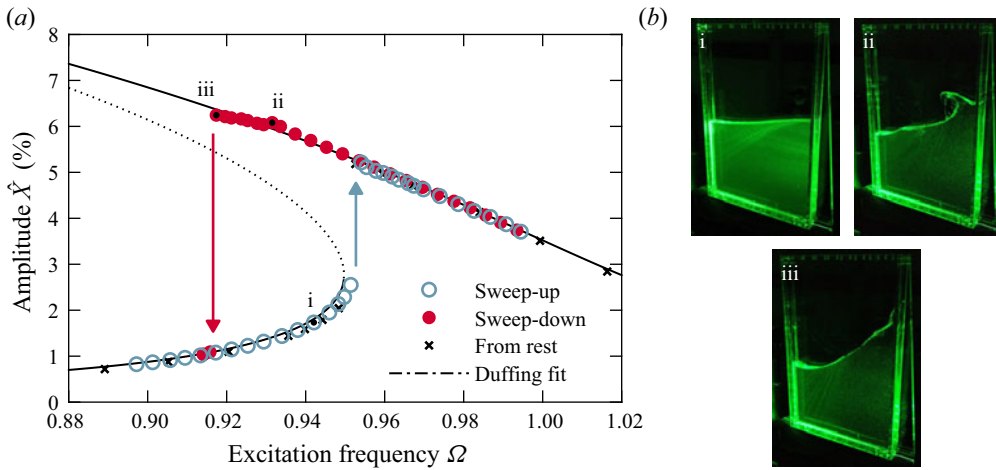 (a)
8
7
6
5
4
3
2
1
0
Amplitude X̂ (%)
iii
ii
i
Sweep-up
Sweep-down
From rest
Duffing fit
0.88
0.90
0.92
0.94
0.96
0.98
1.00
1.02
Excitation frequency Ω
(b)
i
ii
iii